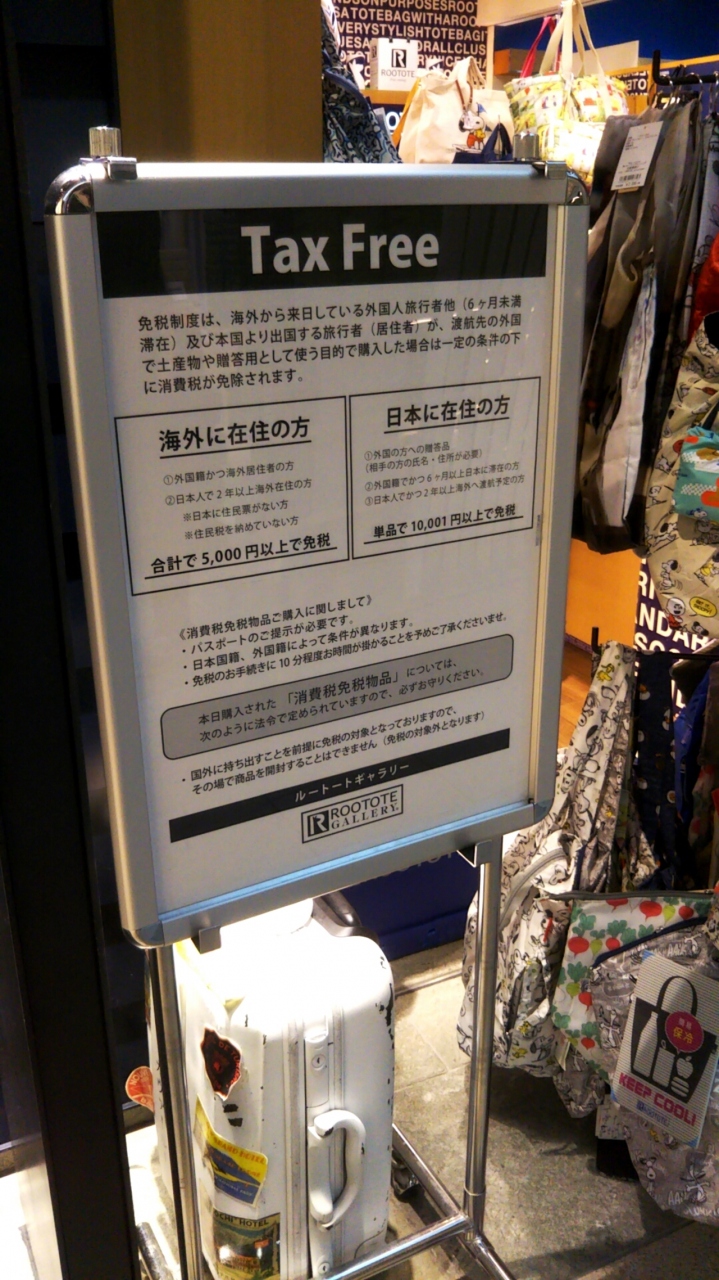 NDSONPURPOSESROO
SATOTEBAGWITHAROO
VERYSTYLISHTOTEBAGI
ROOTOTE
Tax Free
免税制度は、海外から来日している外国人旅行者他（6ヶ月未満
滞在）及び本国より出国する旅行者（居住者）が、渡航先の外国
で土産物や贈答用として使う目的で購入した場合は一定の条件の下
に消費税が免除されます。
海外に在住の方
①外国籍かつ海外居住者の方
②日本人で2年以上海外在住の方
※日本に住民票がない方
※住民税を納めていない方
合計で 5,000 円以上で免税
日本に在住の方
①外国の方への贈答品
（相手の方の氏名・住所が必要）
②外国籍でかつ6ヶ月以上日本に滞在の方
③日本人でかつ2年以上海外へ渡航予定の方
単品で 10,001 円以上で免税
《消費税免税物品ご購入に関しまして》
・パスポートのご提示が必要です。
・日本国籍、外国籍によって条件が異なります。
・免税のお手続きに10分程度お時間が掛かることを予めご了承くださいませ。
本日購入された 「消費税免税物品」 については、
次のように法令で定められていますので、必ずお守りください。
・国外に持ち出すことを前提に免税の対象となっておりますので、
その場で商品を開封することはできません（免税の対象外となります）
ルートートギャラリー
R ROOTOTE
GALLERY.
保冷
KEEP COOL!
HOTEL